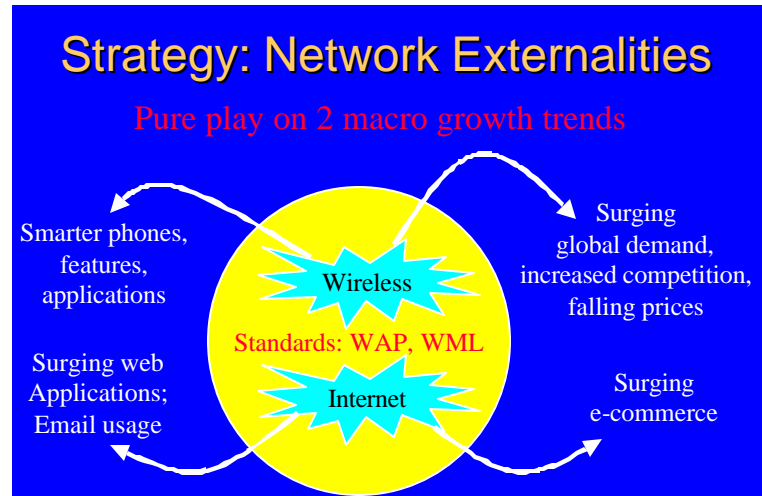 Strategy: Network Externalities
Pure play on 2 macro growth trends
Smarter phones,
features,
applications
Surging
global demand,
increased competition,
falling prices
Wireless
Standards: WAP, WML
Internet
Surging web
Applications;
Email usage
Surging
e-commerce